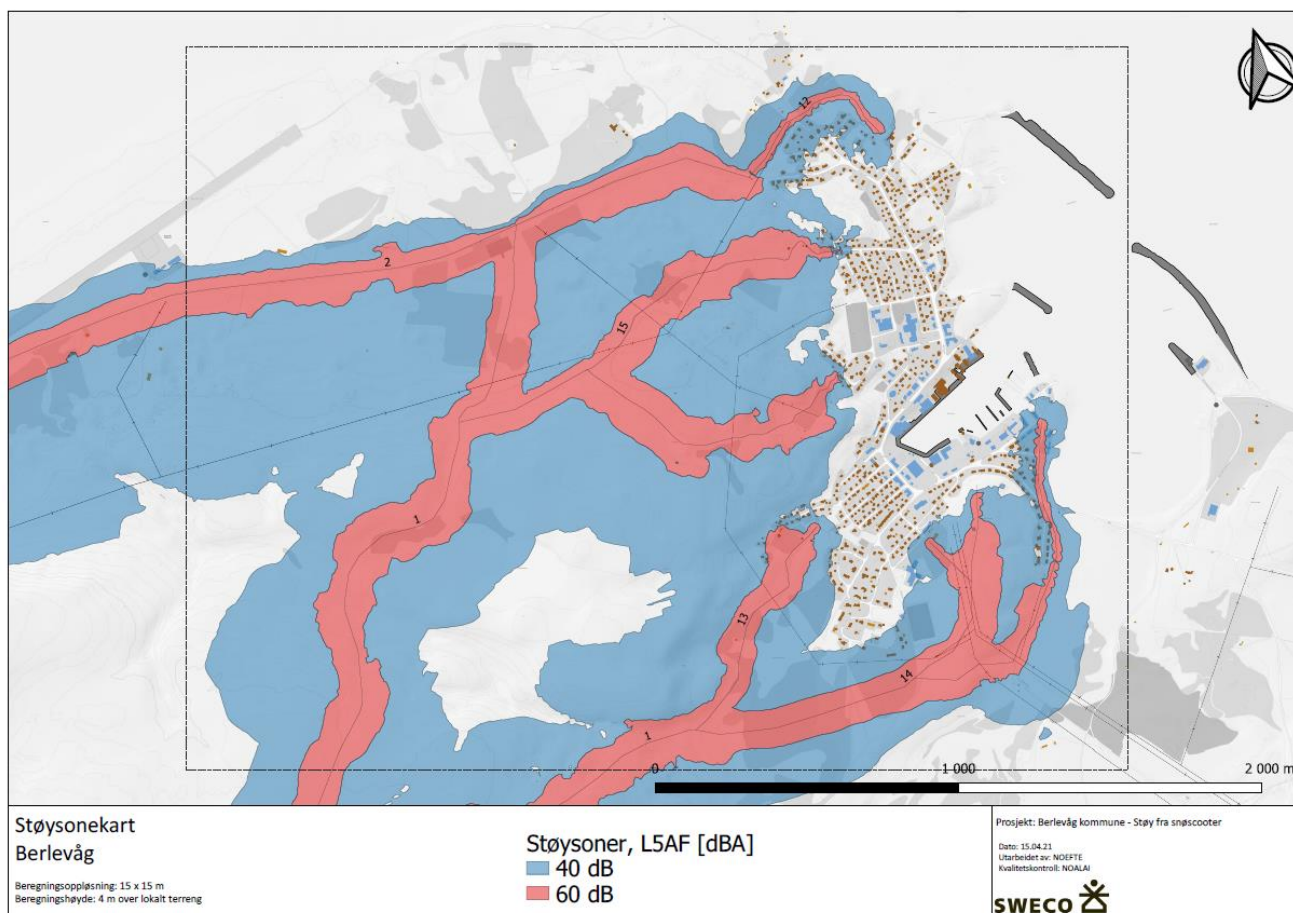 12
2
15
1
13
14
1
0
1 000
2 000 m
Støysonekart
Berlevåg
Beregningsoppløsning: 15 x 15 m
Beregningshøyde: 4 m over lokalt terreng
Støysoner, L5AF [dBA]
40 dB
60 dB
Prosjekt: Berlevåg kommune - Støy fra snøscooter
Dato: 15.04.21
Utarbeidet av: NOEFTE
Kvalitetskontroll: NOALAI
SWECO